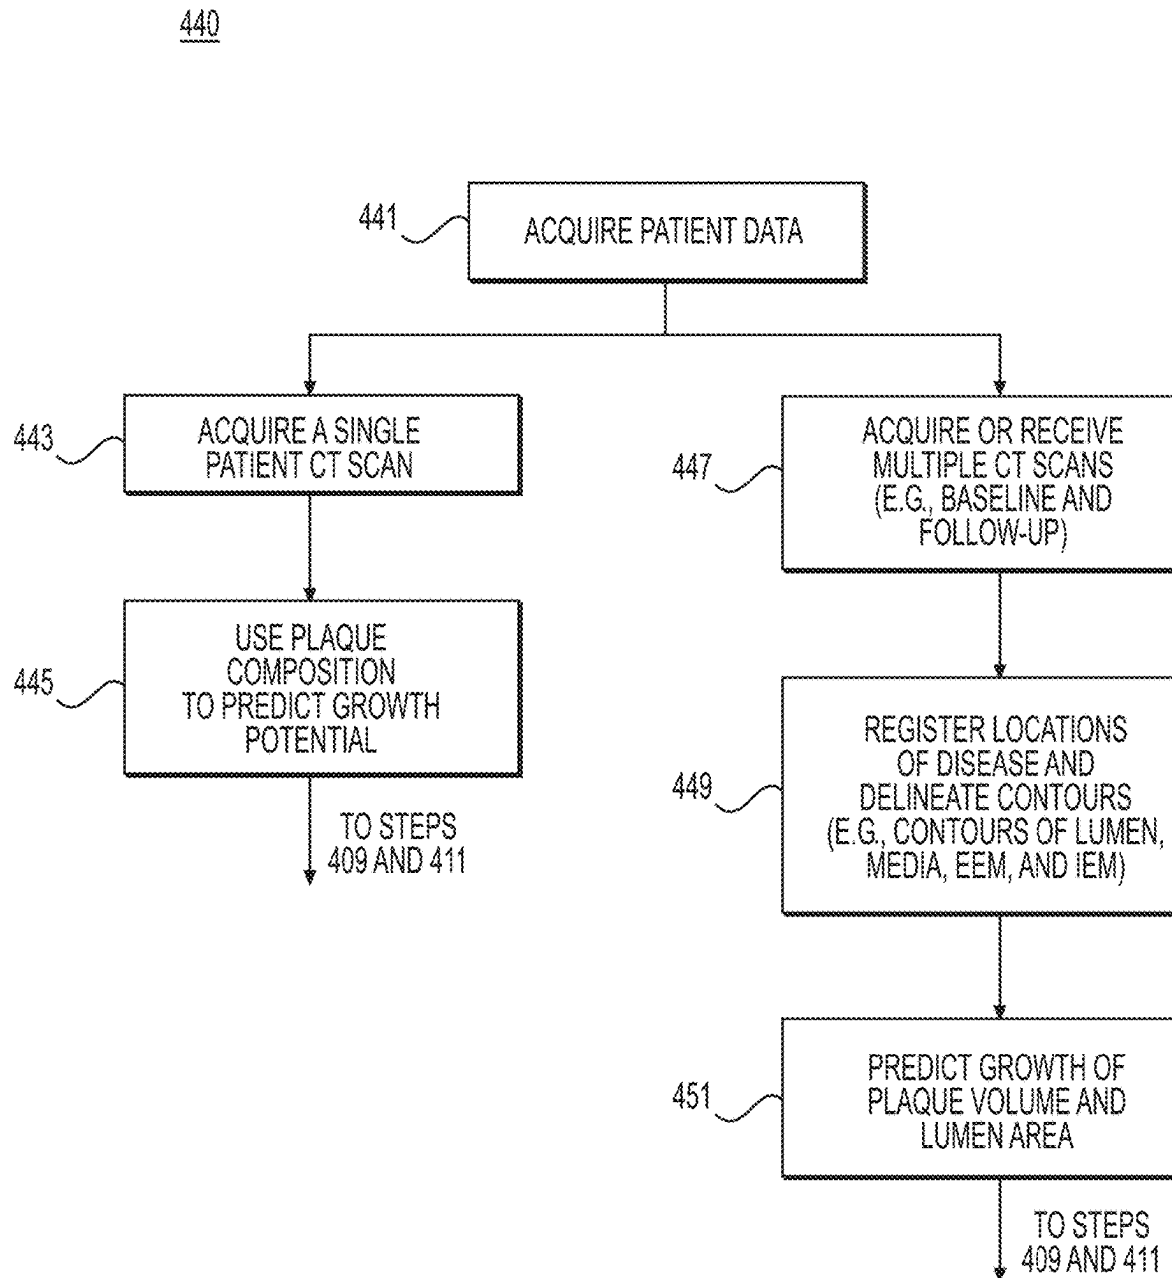 440
441
ACQUIRE PATIENT DATA
443
ACQUIRE A SINGLE
PATIENT CT SCAN
445
USE PLAQUE
COMPOSITION
TO PREDICT GROWTH
POTENTIAL
TO STEPS
409 AND 411
447
ACQUIRE OR RECEIVE
MULTIPLE CT SCANS
(E.G., BASELINE AND
FOLLOW-UP)
449
REGISTER LOCATIONS
OF DISEASE AND
DELINEATE CONTOURS
(E.G., CONTOURS OF LUMEN,
MEDIA, EEM, AND IEM)
451
PREDICT GROWTH OF
PLAQUE VOLUME AND
LUMEN AREA
TO STEPS
409 AND 411